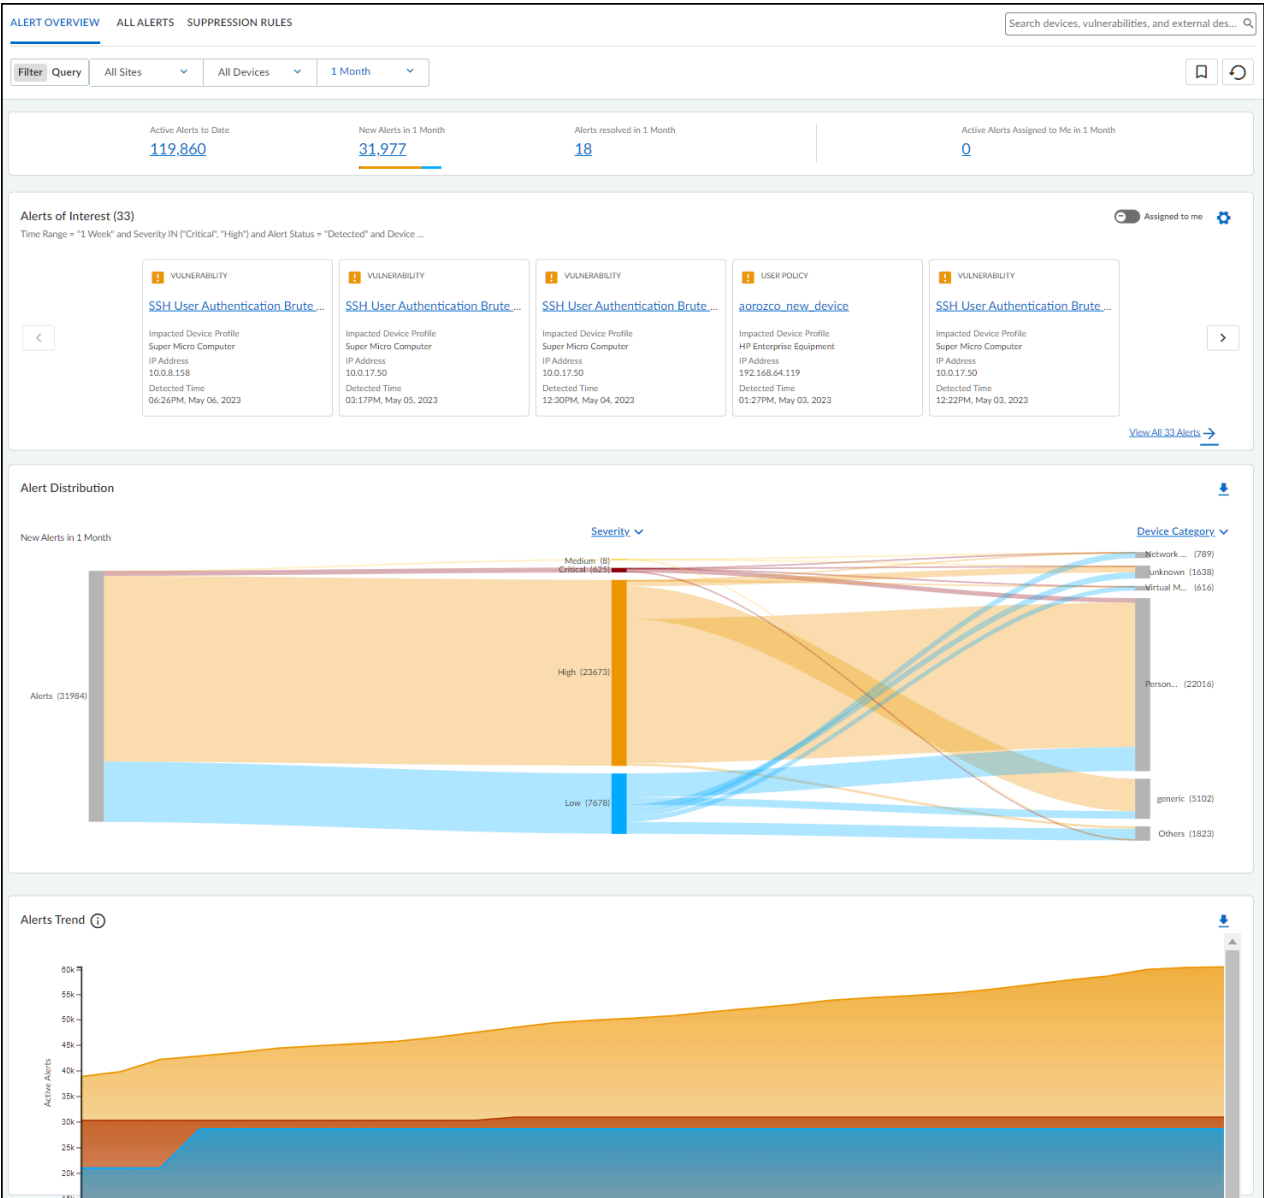 ALERT OVERVIEW ALL ALERTS SUPPRESSION RULES
Search devices, vulnerabilities, and external des...
Filter Query All Sites All Devices 1 Month
Active Alerts to Date New Alerts in 1 Month Alerts resolved in 1 Month Active Alerts Assigned to Me in 1 Month
119,860 31,977 18 0
Alerts of Interest (33)
Assigned to me
Time Range = "1 Week" and Severity IN ("Critical", "High") and Alert Status = "Detected" and Device ...
VULNERABILITY
SSH User Authentication Brute ...
Impacted Device Profile
Super Micro Computer
IP Address
10.0.8.158
Detected Time
06:26PM, May 06, 2023
VULNERABILITY
SSH User Authentication Brute ...
Impacted Device Profile
Super Micro Computer
IP Address
10.0.17.50
Detected Time
03:17PM, May 05, 2023
VULNERABILITY
SSH User Authentication Brute ...
Impacted Device Profile
Super Micro Computer
IP Address
10.0.17.50
Detected Time
12:30PM, May 04, 2023
USER POLICY
aorozco_new_device
Impacted Device Profile
HP Enterprise Equipment
IP Address
192.168.64.119
Detected Time
01:27PM, May 03, 2023
VULNERABILITY
SSH User Authentication Brute ...
Impacted Device Profile
Super Micro Computer
IP Address
10.0.17.50
Detected Time
12:22PM, May 03, 2023
View All 33 Alerts
Alert Distribution
New Alerts in 1 Month
Severity
Device Category
Alerts (31984)
Medium (8)
Critical (625)
High (23673)
Low (7678)
Network ... (789)
unknown (1638)
Virtual M... (616)
Person... (22016)
generic (5102)
Others (1823)
Alerts Trend
Active Alerts
60k
55k
50k
45k
40k
35k
30k
25k
20k